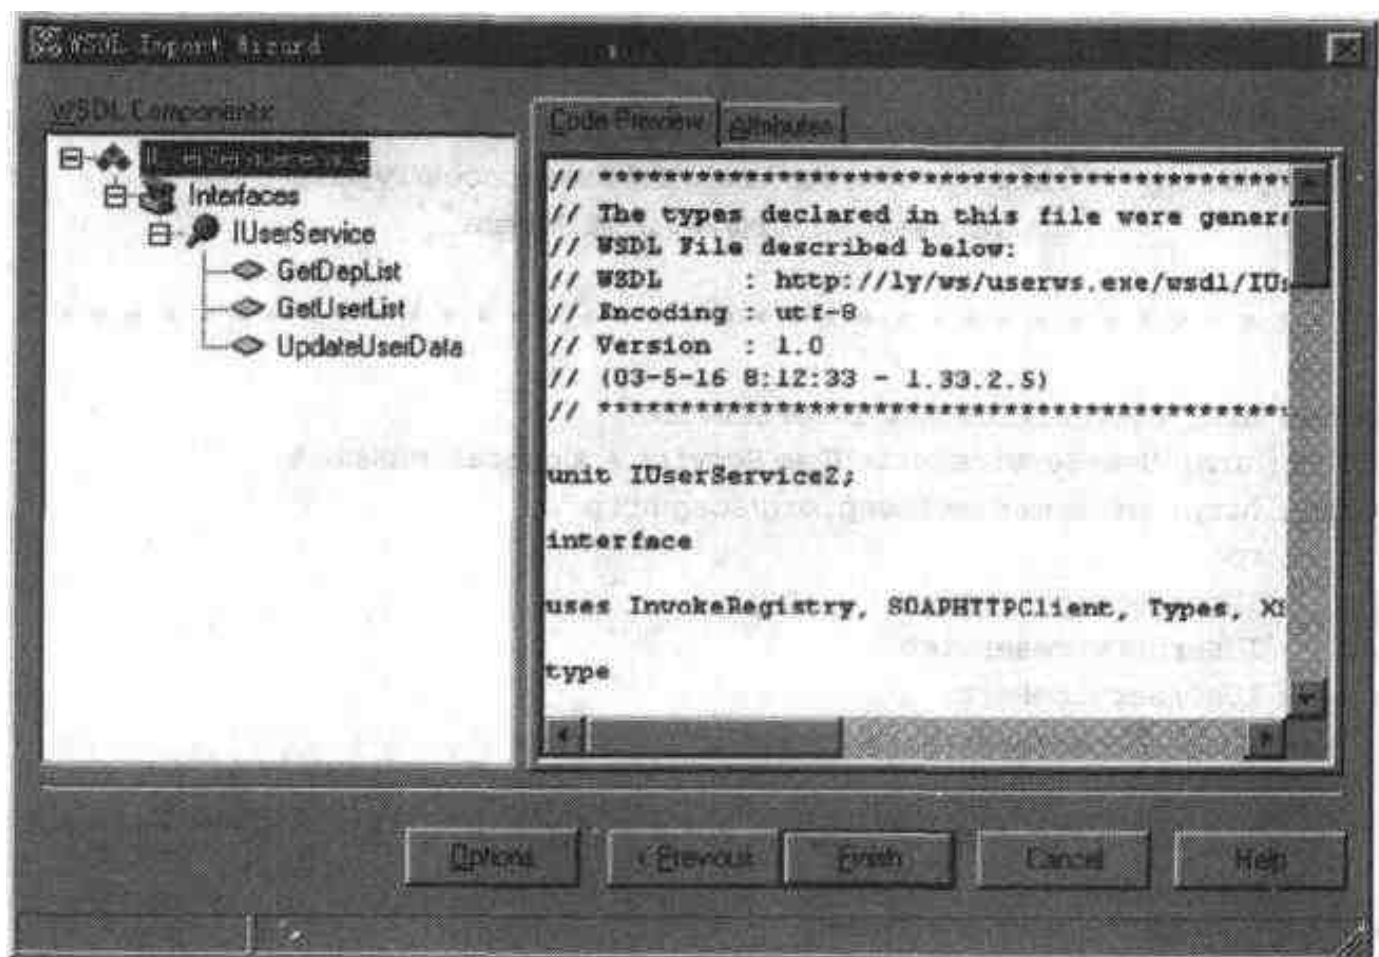 WSDL Import Wizard
WSDL Components:
Interfaces
IUserService
GetDepList
GetUserList
UpdateUserData
Code Preview
Attributes
// *******************************************
// The types declared in this file were genera
// WSDL File described below:
// WSDL     : http://ly/ws/userws.exe/wsdl/IUs
// Encoding : utf-8
// Version  : 1.0
// (03-5-16 8:12:33 - 1.33.2.5)
// *******************************************
unit IUserService2;
interface
uses InvokeRegistry, SOAPHTTPClient, Types, XS
type
Options
< Previous
Finish
Cancel
Help